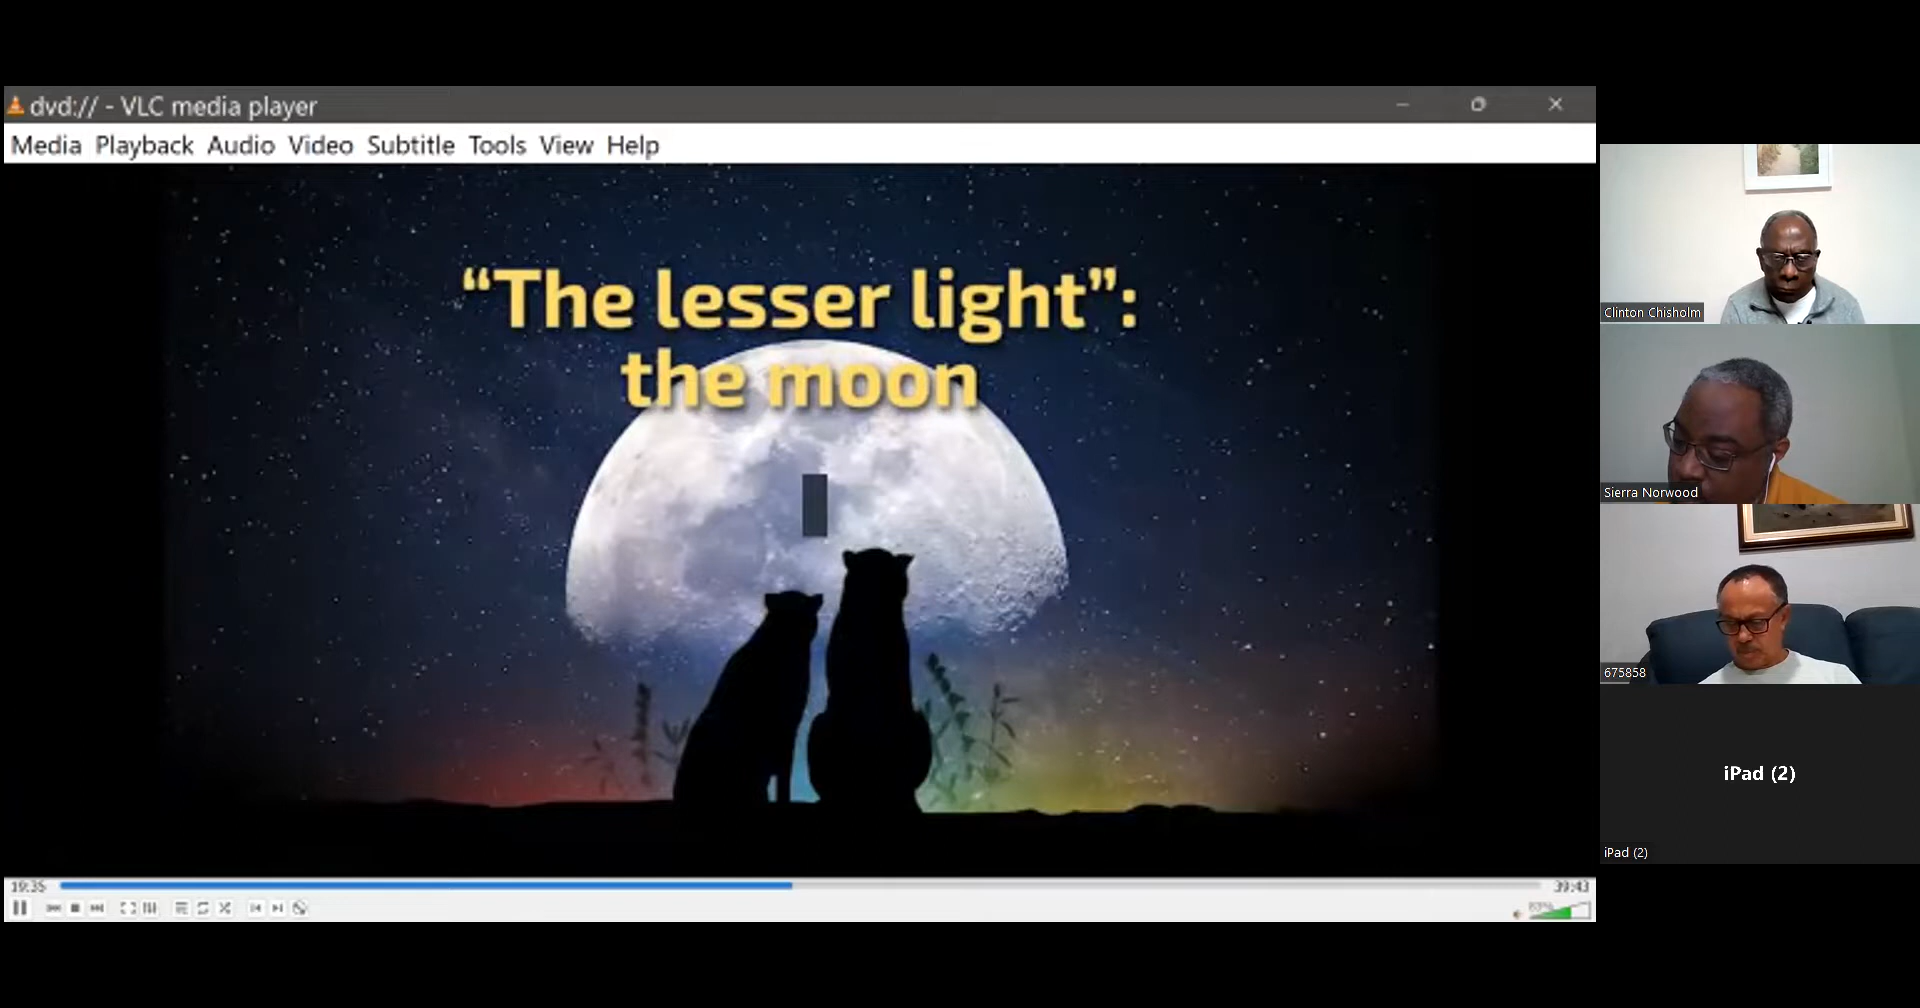 dvd:// - VLC media player
Media Playback Audio Video Subtitle Tools View Help
“The lesser light”:
the moon
19:35
39:43
83%
Clinton Chisholm
Sierra Norwood
675858
iPad (2)
iPad (2)